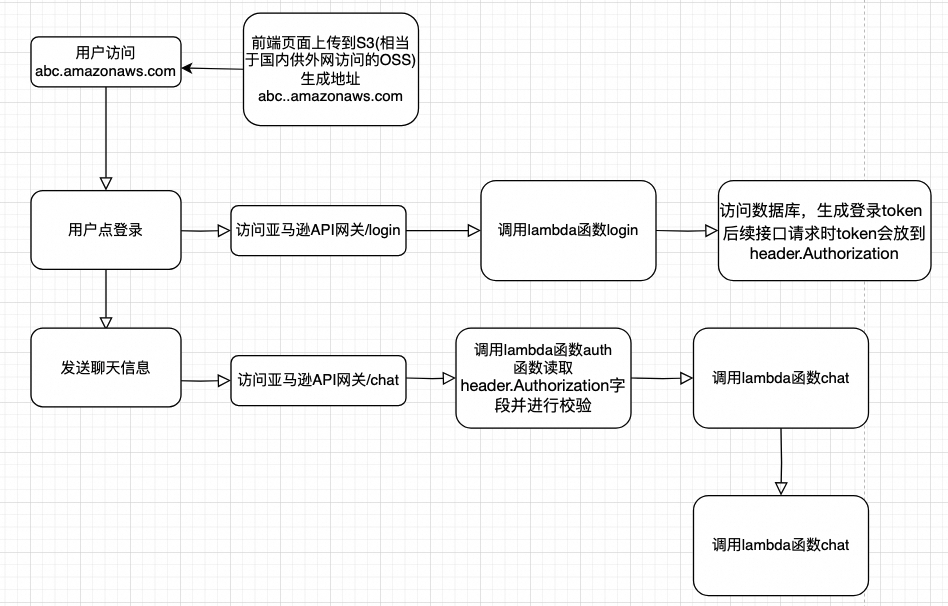 用户访问
abc.amazonaws.com
前端页面上传到S3(相当
于国内供外网访问的OSS)
生成地址
abc..amazonaws.com
用户点登录
访问亚马逊API网关/login
调用lambda函数login
访问数据库，生成登录token
后续接口请求时token会放到
header.Authorization
发送聊天信息
访问亚马逊API网关/chat
调用lambda函数auth
函数读取
header.Authorization字
段并进行校验
调用lambda函数chat
调用lambda函数chat